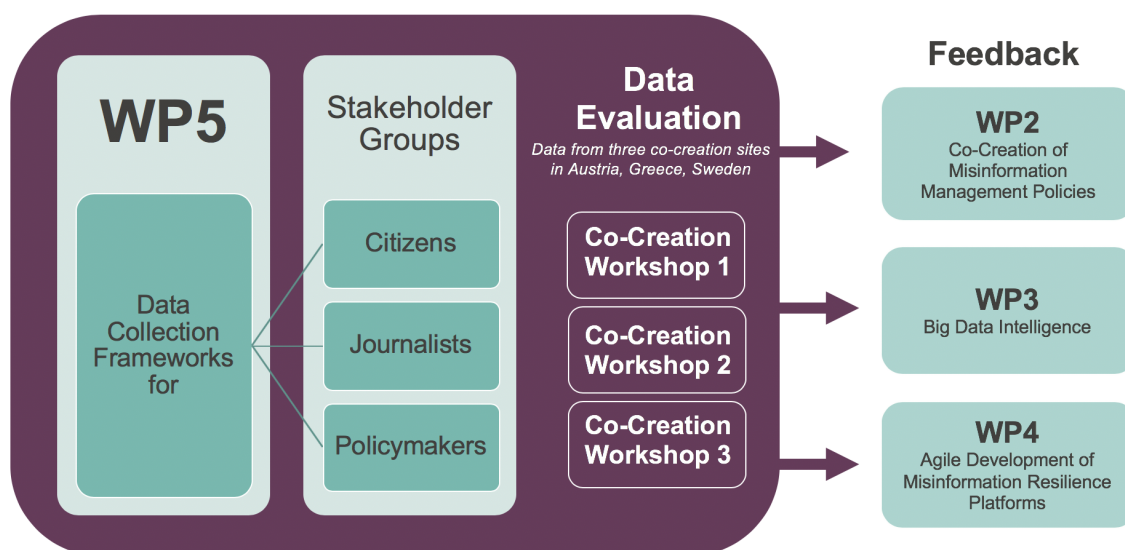 WP5
Data
Collection
Frameworks
for
Stakeholder
Groups
Citizens
Journalists
Policymakers
Data
Evaluation
Data from three co-creation sites
in Austria, Greece, Sweden
Co-Creation
Workshop 1
Co-Creation
Workshop 2
Co-Creation
Workshop 3
Feedback
WP2
Co-Creation of
Misinformation
Management Policies
WP3
Big Data Intelligence
WP4
Agile Development of
Misinformation Resilience
Platforms